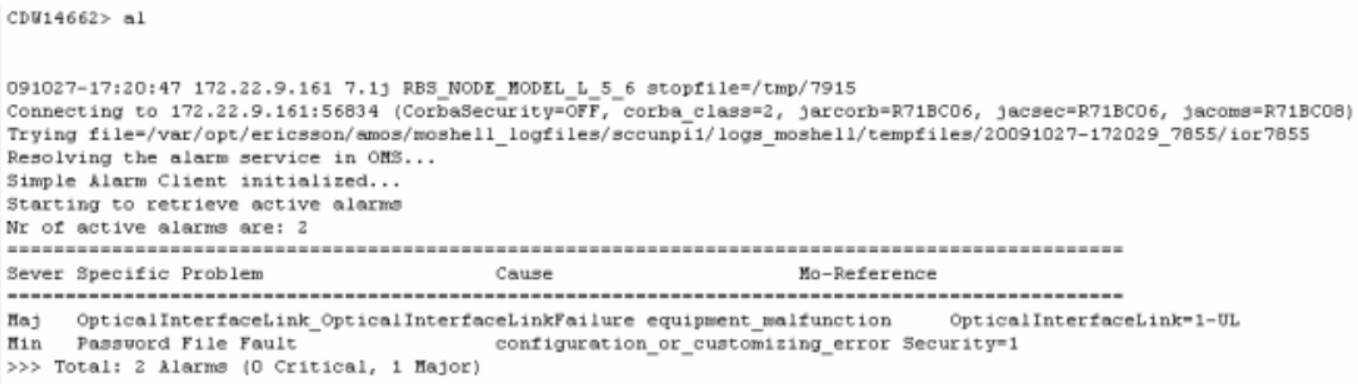 CDW14662> al
091027-17:20:47 172.22.9.161 7.1j RBS_NODE_MODEL_L_5_6 stopfile=/tmp/7915
Connecting to 172.22.9.161:56834 (CorbaSecurity=OFF, corba_class=2, jarcorb=R71BC06, jacsec=R71BC06, jacoms=R71BC08)
Trying file=/var/opt/ericsson/amos/moshell_logfiles/sccunpi1/logs_moshell/tempfiles/20091027-172029_7855/ior7855
Resolving the alarm service in OMS...
Simple Alarm Client initialized...
Starting to retrieve active alarms
Nr of active alarms are: 2
================================================================================================
Sever Specific Problem                    Cause                     Mo-Reference
================================================================================================
Maj   OpticalInterfaceLink_OpticalInterfaceLinkFailure equipment_malfunction     OpticalInterfaceLink=1-UL
Min   Password File Fault                 configuration_or_customizing_error Security=1
>>> Total: 2 Alarms (0 Critical, 1 Major)